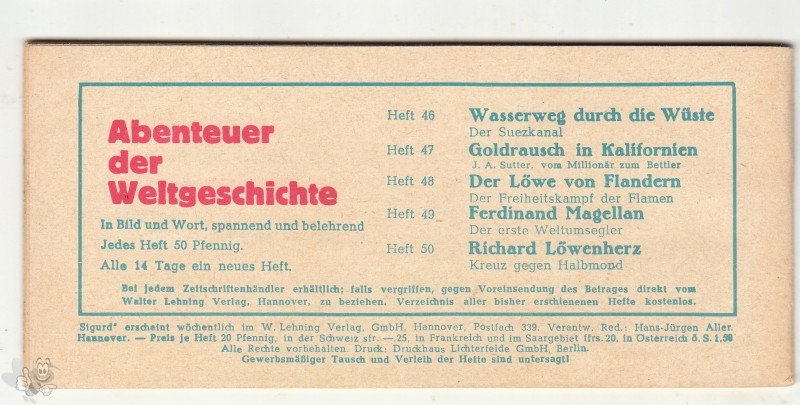 Abenteuer
der
Weltgeschichte
In Bild und Wort, spannend und belehrend
Jedes Heft 50 Pfennig.
Alle 14 Tage ein neues Heft.
Heft 46 Wasserweg durch die Wüste
Der Suezkanal
Heft 47 Goldrausch in Kalifornien
J. A. Sutter, vom Millionär zum Bettler
Heft 48 Der Löwe von Flandern
Der Freiheitskampf der Flamen
Heft 49 Ferdinand Magellan
Der erste Weltumsegler
Heft 50 Richard Löwenherz
Kreuz gegen Halbmond
Bei jedem Zeitschriftenhändler erhältlich; falls vergriffen, gegen Voreinsendung des Betrages direkt vom
Walter Lehning Verlag, Hannover, zu beziehen. Verzeichnis aller bisher erschienenen Hefte kostenlos.
Sigurd" erscheint wöchentlich im W. Lehning Verlag, GmbH, Hannover, Postfach 339. Verantw. Red.: Hans-Jürgen Aller.
Hannover. — Preis je Heft 20 Pfennig, in der Schweiz sfr. —.25, in Frankreich und im Saargebiet ffrs. 20, in Österreich ö. S. 1,50
Alle Rechte vorbehalten. Druck: Druckhaus Lichterfelde GmbH, Berlin.
Gewerbsmäßiger Tausch und Verleih der Hefte sind untersagt!